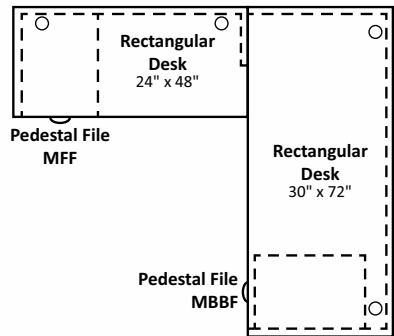 Rectangular
Desk
24" x 48"
Pedestal File
MFF
Rectangular
Desk
30" x 72"
Pedestal File
MBBF